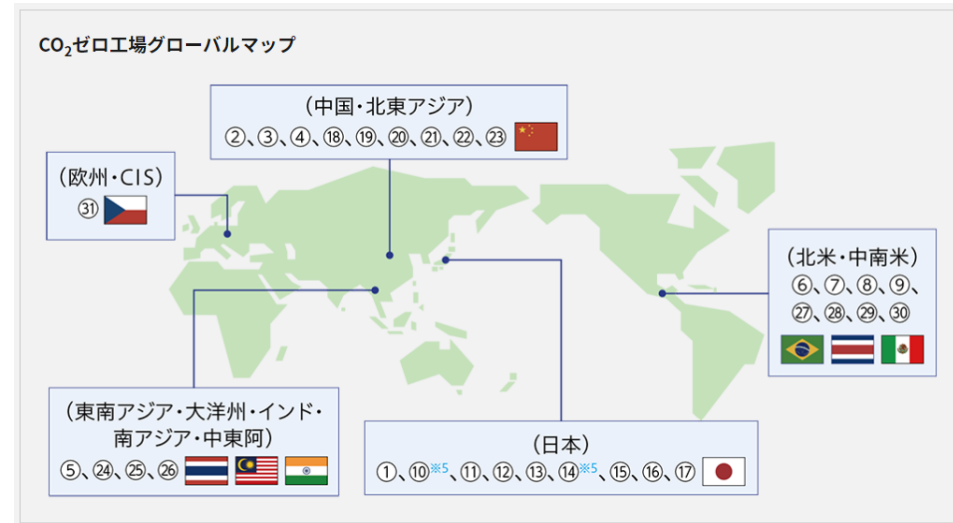 CO₂ゼロ工場グローバルマップ
（中国・北東アジア）
②、③、④、⑱、⑲、⑳、㉑、㉒、㉓
（欧州・CIS）
㉛
（北米・中南米）
⑥、⑦、⑧、⑨、
㉗、㉘、㉙、㉚
（東南アジア・大洋州・インド・
南アジア・中東阿）
⑤、㉔、㉕、㉖
（日本）
①、⑩※5、⑪、⑫、⑬、⑭※5、⑮、⑯、⑰